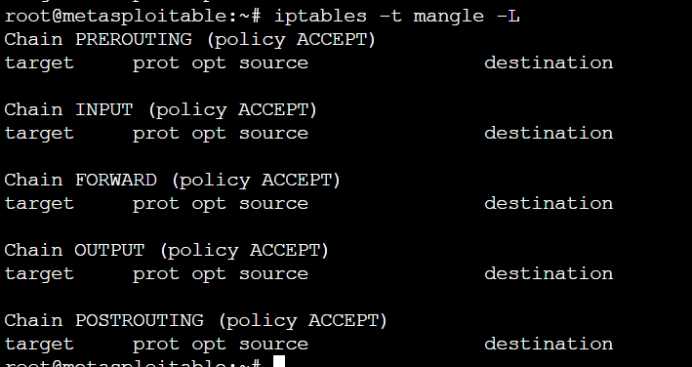 root@metasploitable:~# iptables -t mangle -L
Chain PREROUTING (policy ACCEPT)
target     prot opt source               destination
Chain INPUT (policy ACCEPT)
target     prot opt source               destination
Chain FORWARD (policy ACCEPT)
target     prot opt source               destination
Chain OUTPUT (policy ACCEPT)
target     prot opt source               destination
Chain POSTROUTING (policy ACCEPT)
target     prot opt source               destination
root@metasploitable:~#